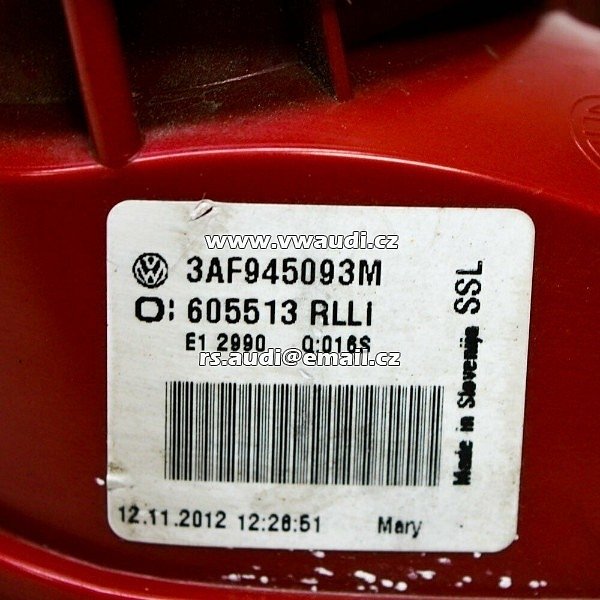 www.vwaudi.cz
3AF945093M
O: 605513 RLLI
E1 2990 0:016S
rs.audi@email.cz
12.11.2012 12:26:51 Mary
Made in Slovenija SSL